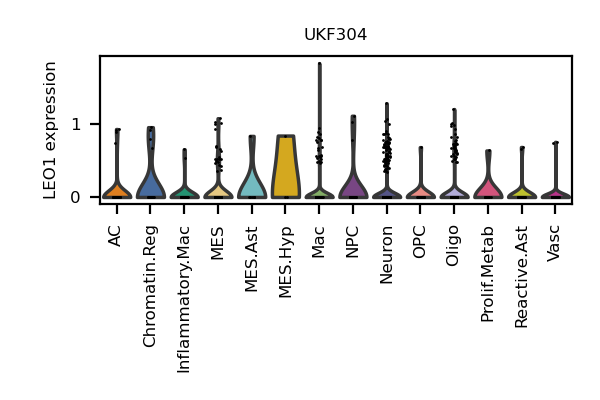 UKF304
LEO1 expression
1
0
AC
Chromatin.Reg
Inflammatory.Mac
MES
MES.Ast
MES.Hyp
Mac
NPC
Neuron
OPC
Oligo
Prolif.Metab
Reactive.Ast
Vasc